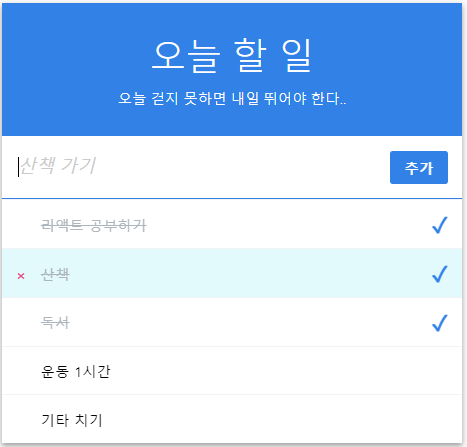 오늘 할 일
오늘 걷지 못하면 내일 뛰어야 한다..
산책 가기
추가
리액트 공부하기
× 산책
독서
운동 1시간
기타 치기